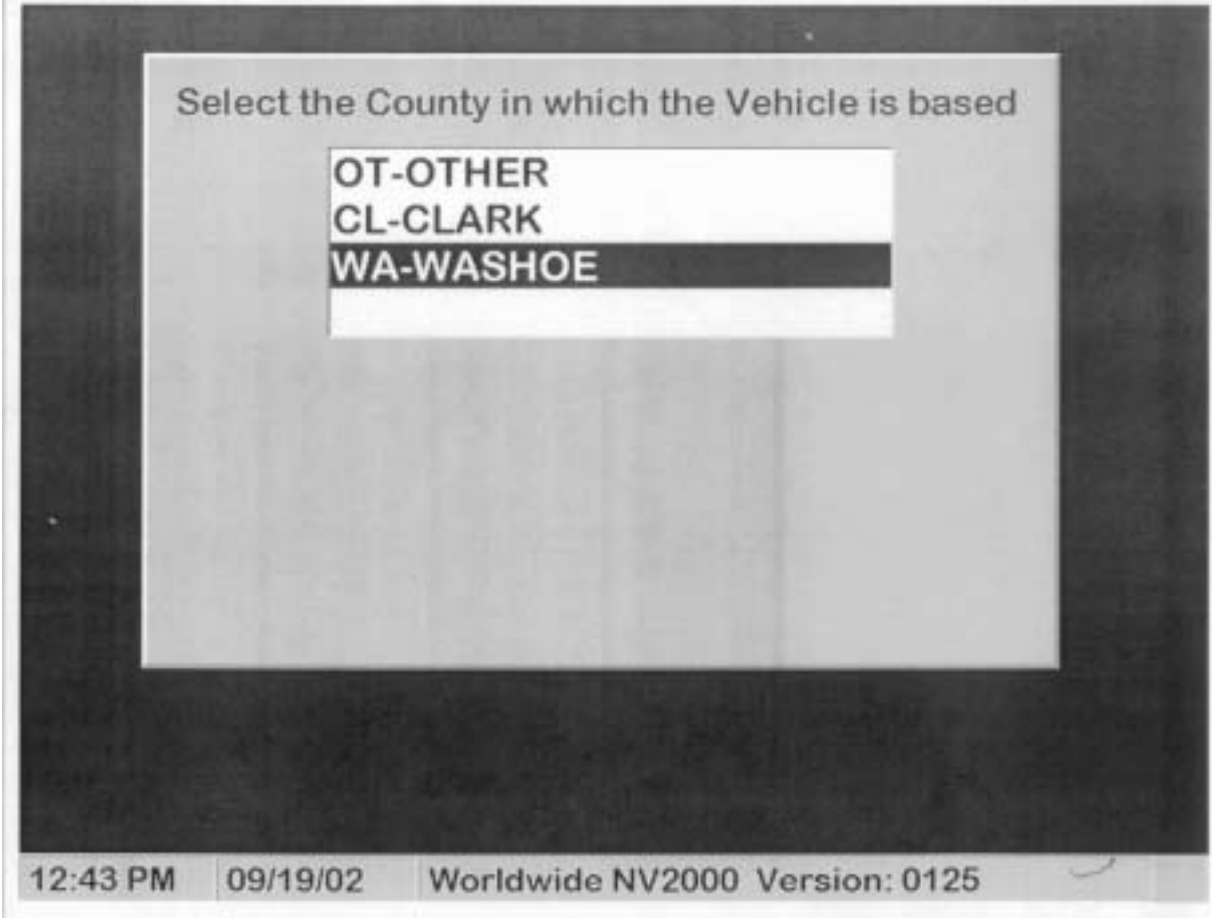 Select the County in which the Vehicle is based
OT-OTHER
CL-CLARK
WA-WASHOE
12:43 PM 09/19/02 Worldwide NV2000 Version: 0125